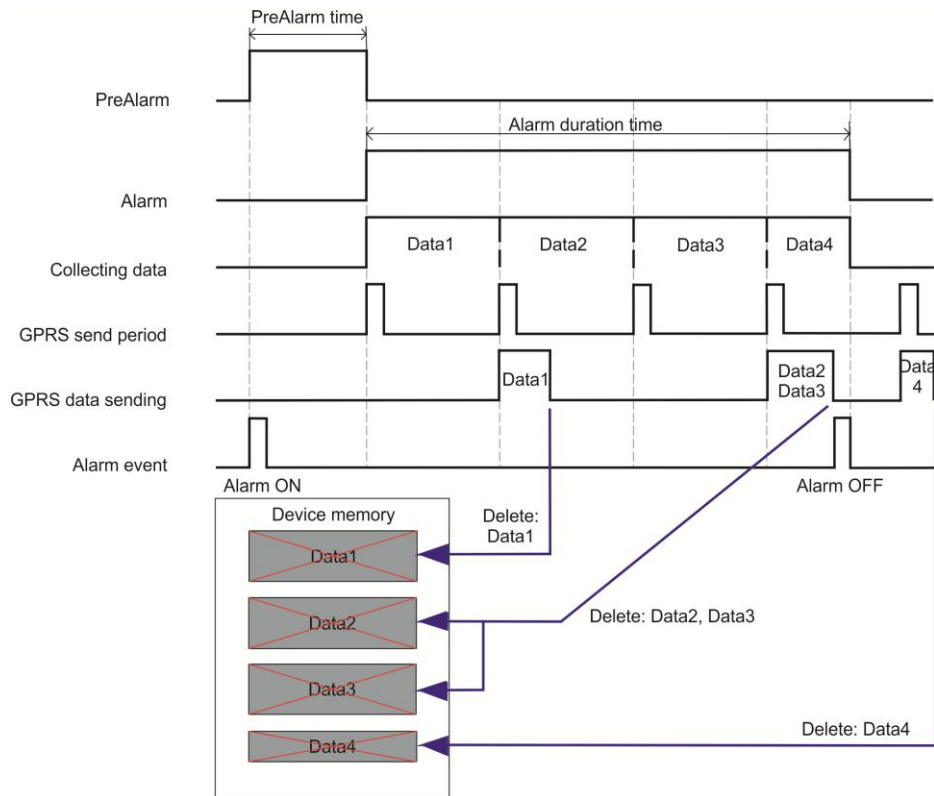 PreAlarm time
PreAlarm
Alarm duration time
Alarm
Data1
Data2
Data3
Data4
Collecting data
GPRS send period
Data1
Data2
Data3
Data
4
GPRS data sending
Alarm event
Alarm ON
Alarm OFF
Device memory
Delete:
Data1
Data1
Data2
Delete: Data2, Data3
Data3
Delete: Data4
Data4